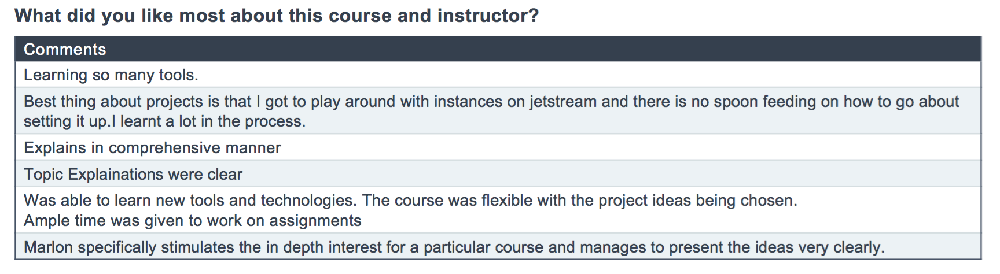 What did you like most about this course and instructor?
Comments
Learning so many tools.
Best thing about projects is that I got to play around with instances on jetstream and there is no spoon feeding on how to go about
setting it up.I learnt a lot in the process.
Explains in comprehensive manner
Topic Explainations were clear
Was able to learn new tools and technologies. The course was flexible with the project ideas being chosen.
Ample time was given to work on assignments
Marlon specifically stimulates the in depth interest for a particular course and manages to present the ideas very clearly.